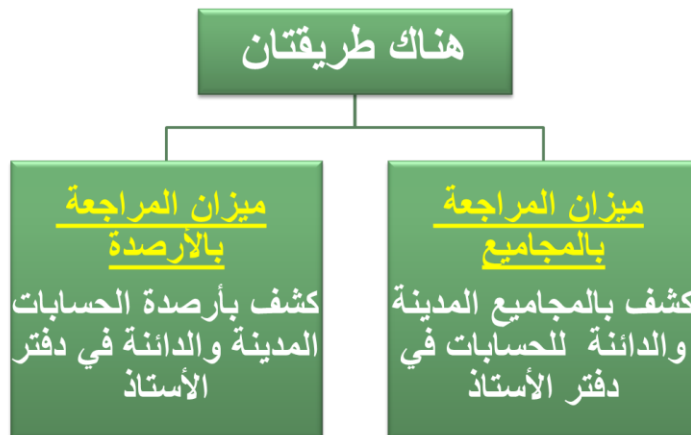 هناك طريقتان
ميزان المراجعة
بالمجاميع
كشف بالمجاميع المدينة
والدائنة للحسابات في
دفتر الأستاذ
ميزان المراجعة
بالأرصدة
كشف بأرصدة الحسابات
المدينة والدائنة في دفتر
الأستاذ